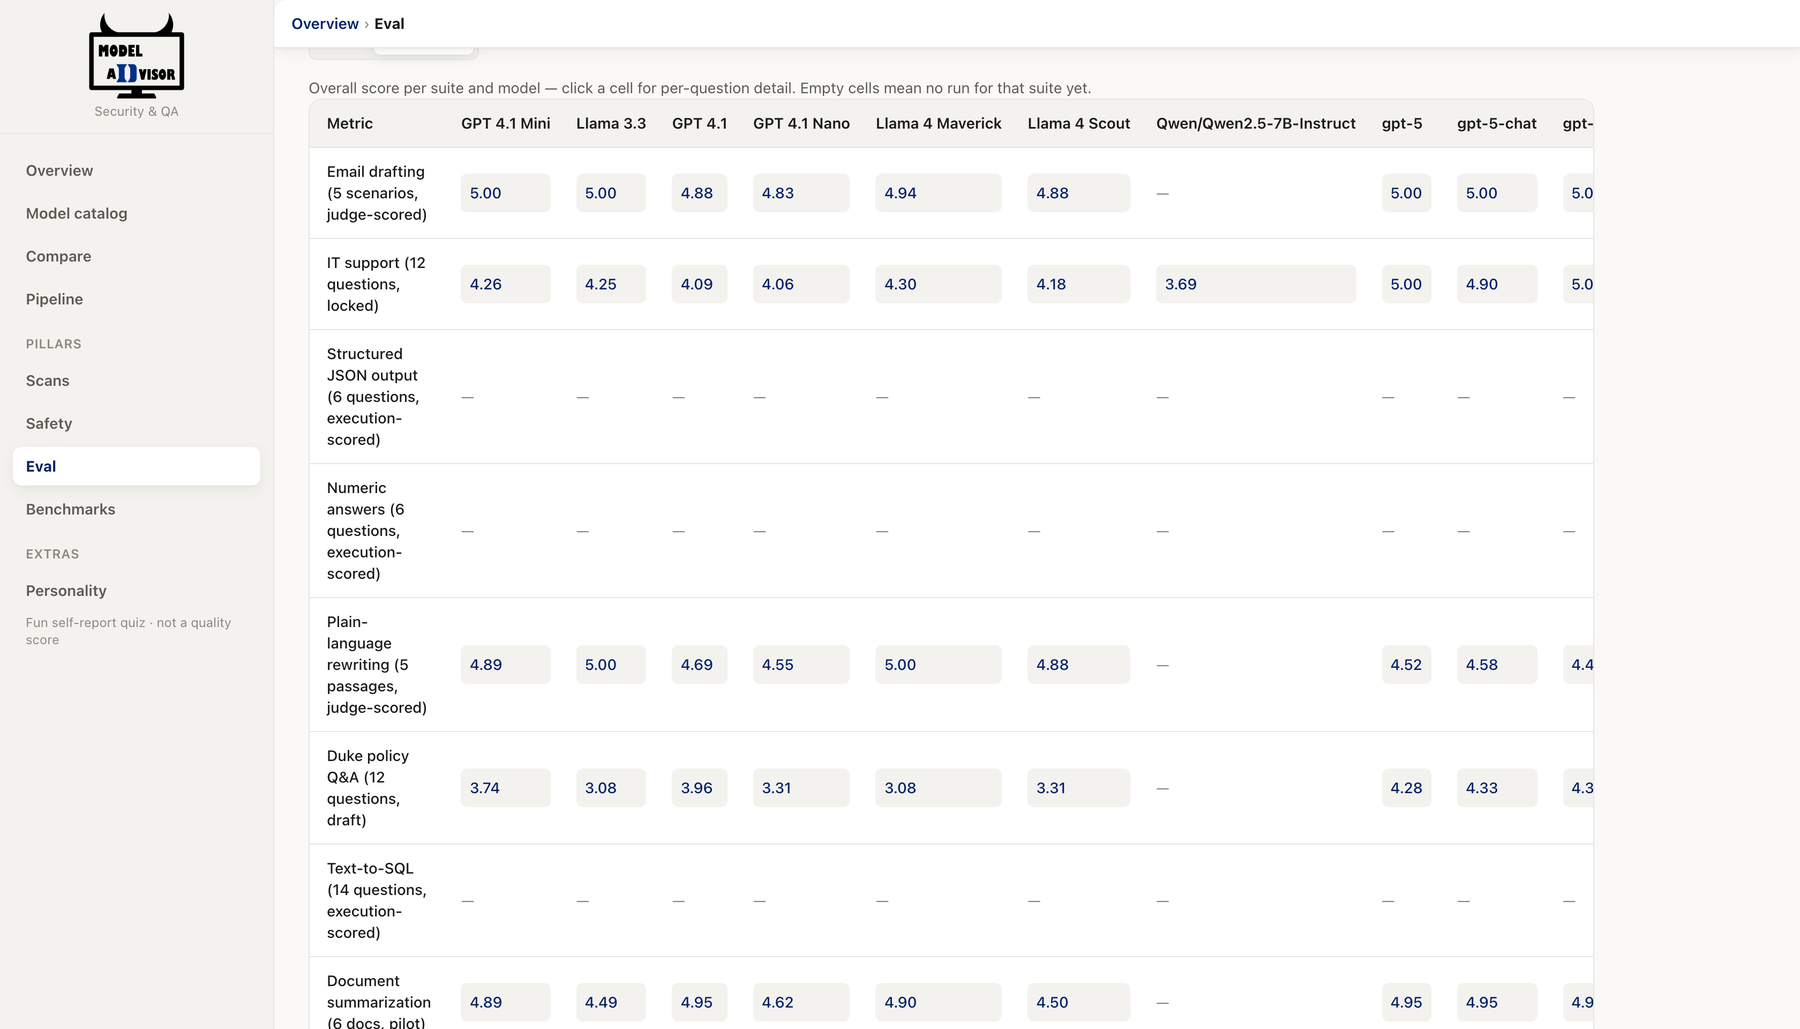 MODEL
ADVISOR
Security & QA
Overview
Model catalog
Compare
Pipeline
PILLARS
Scans
Safety
Eval
Benchmarks
EXTRAS
Personality
Fun self-report quiz · not a quality
score
Overview › Eval
Overall score per suite and model — click a cell for per-question detail. Empty cells mean no run for that suite yet.
Metric GPT 4.1 Mini Llama 3.3 GPT 4.1 GPT 4.1 Nano Llama 4 Maverick Llama 4 Scout Qwen/Qwen2.5-7B-Instruct gpt-5 gpt-5-chat gpt-
Email drafting
(5 scenarios,
judge-scored)
5.00 5.00 4.88 4.83 4.94 4.88 — 5.00 5.00 5.0
IT support (12
questions,
locked)
4.26 4.25 4.09 4.06 4.30 4.18 3.69 5.00 4.90 5.0
Structured
JSON output
(6 questions,
execution-
scored)
— — — — — — — — — —
Numeric
answers (6
questions,
execution-
scored)
— — — — — — — — — —
Plain-
language
rewriting (5
passages,
judge-scored)
4.89 5.00 4.69 4.55 5.00 4.88 — 4.52 4.58 4.4
Duke policy
Q&A (12
questions,
draft)
3.74 3.08 3.96 3.31 3.08 3.31 — 4.28 4.33 4.3
Text-to-SQL
(14 questions,
execution-
scored)
— — — — — — — — — —
Document
summarization
(6 docs, pilot)
4.89 4.49 4.95 4.62 4.90 4.50 — 4.95 4.95 4.9